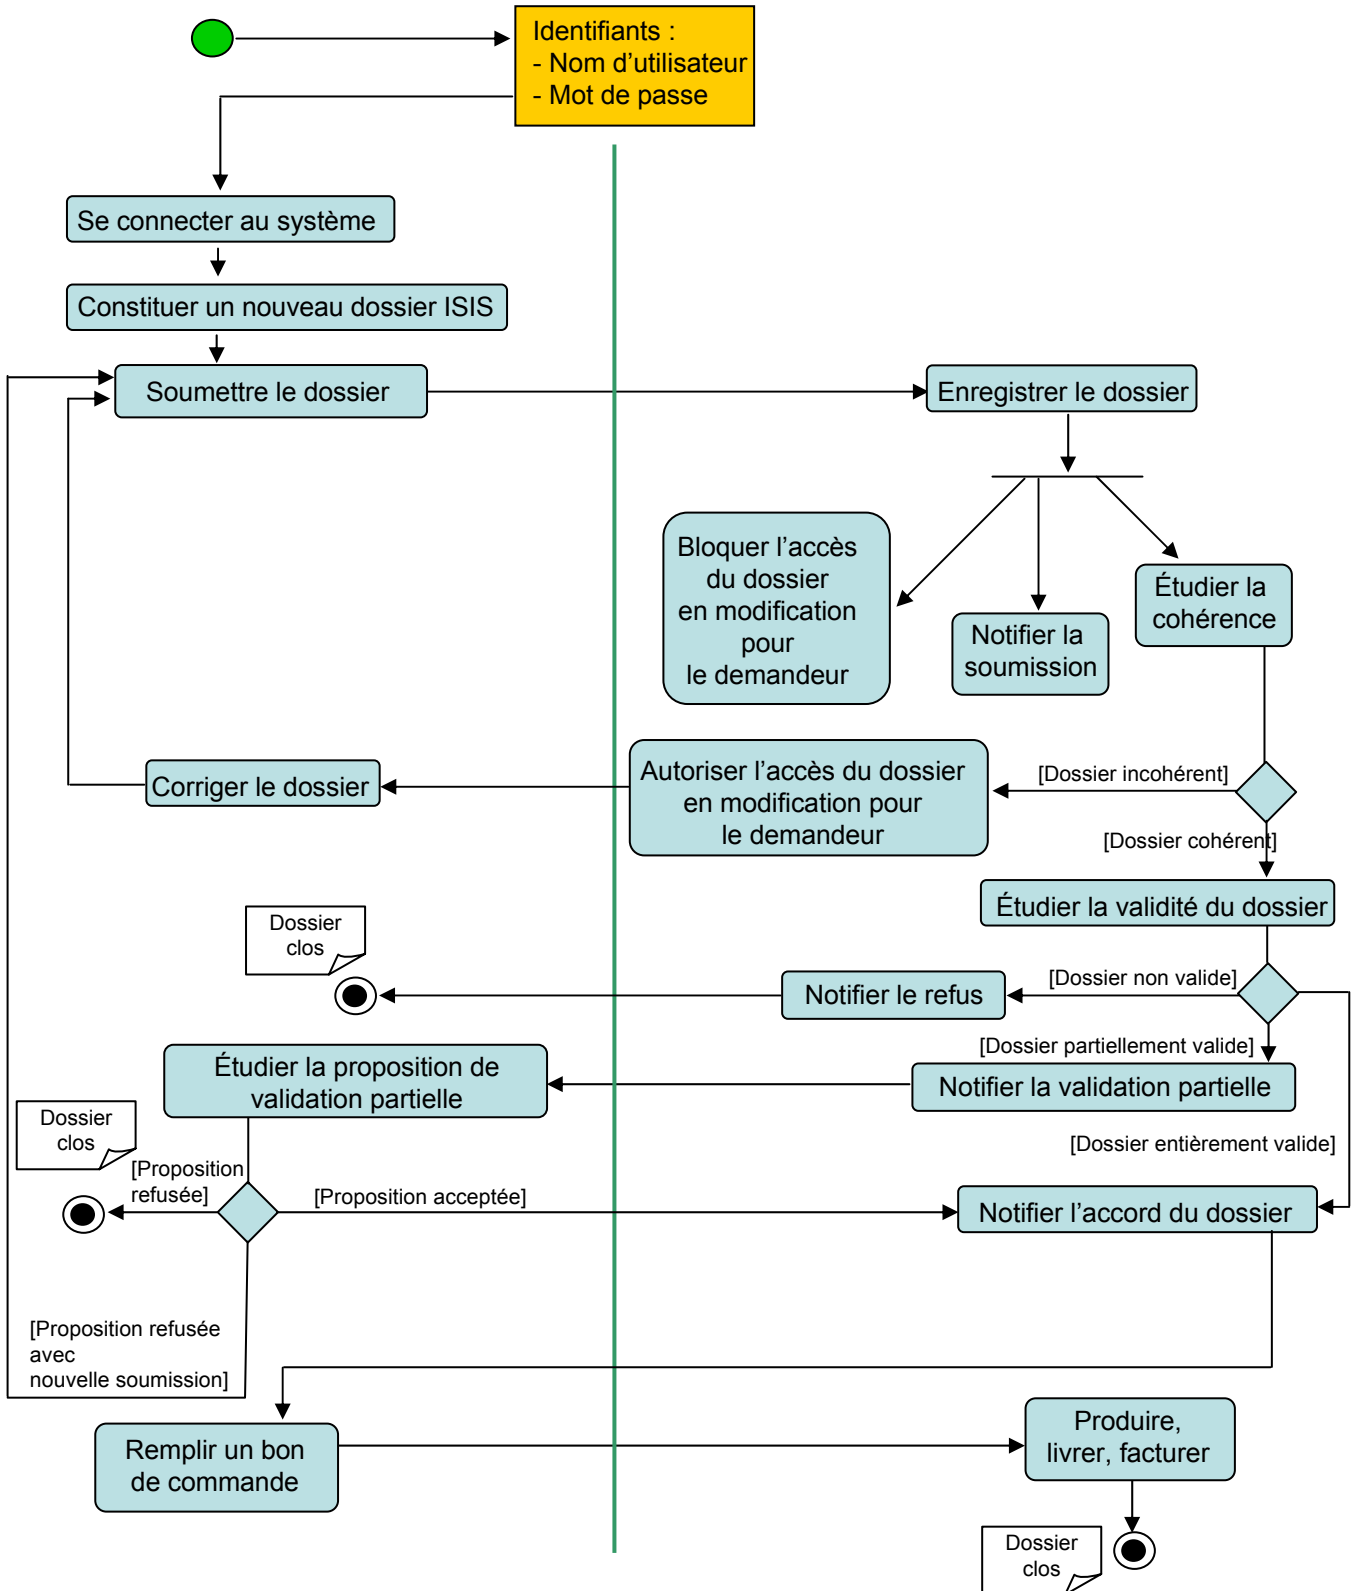 Identifiants :
- Nom d'utilisateur
- Mot de passe
Se connecter au système
Constituer un nouveau dossier ISIS
Soumettre le dossier
Enregistrer le dossier
Bloquer l'accès
du dossier
en modification
pour
le demandeur
Notifier la
soumission
Étudier la
cohérence
[Dossier incohérent]
Autoriser l'accès du dossier
en modification pour
le demandeur
Corriger le dossier
[Dossier cohérent]
Étudier la validité du dossier
Dossier
clos
[Dossier non valide]
Notifier le refus
[Dossier partiellement valide]
Notifier la validation partielle
Étudier la proposition de
validation partielle
Dossier
clos
[Dossier entièrement valide]
[Proposition
refusée]
[Proposition acceptée]
Notifier l'accord du dossier
[Proposition refusée
avec
nouvelle soumission]
Remplir un bon
de commande
Produire,
livrer, facturer
Dossier
clos